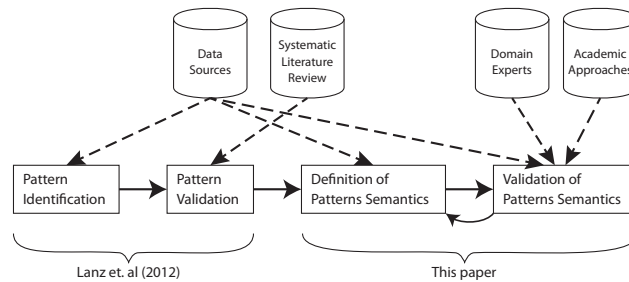 Data
Sources
Systematic
Literature
Review
Domain
Experts
Academic
Approaches
Pattern
Identification
Pattern
Validation
Definition of
Patterns Semantics
Validation of
Patterns Semantics
Lanz et. al (2012)
This paper